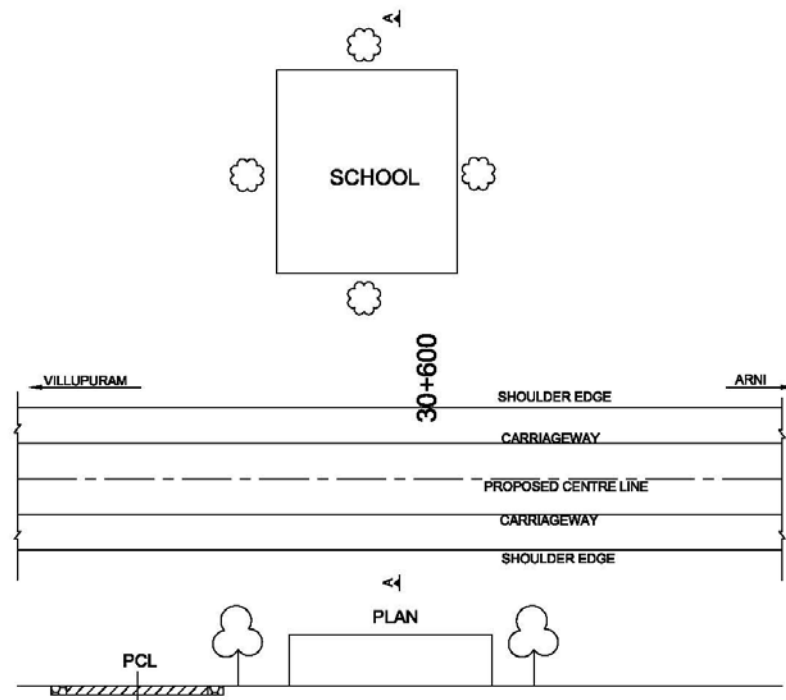 A
SCHOOL
30+600
VILLUPURAM
ARNI
SHOULDER EDGE
CARRIAGEWAY
PROPOSED CENTRE LINE
CARRIAGEWAY
SHOULDER EDGE
A
PLAN
PCL